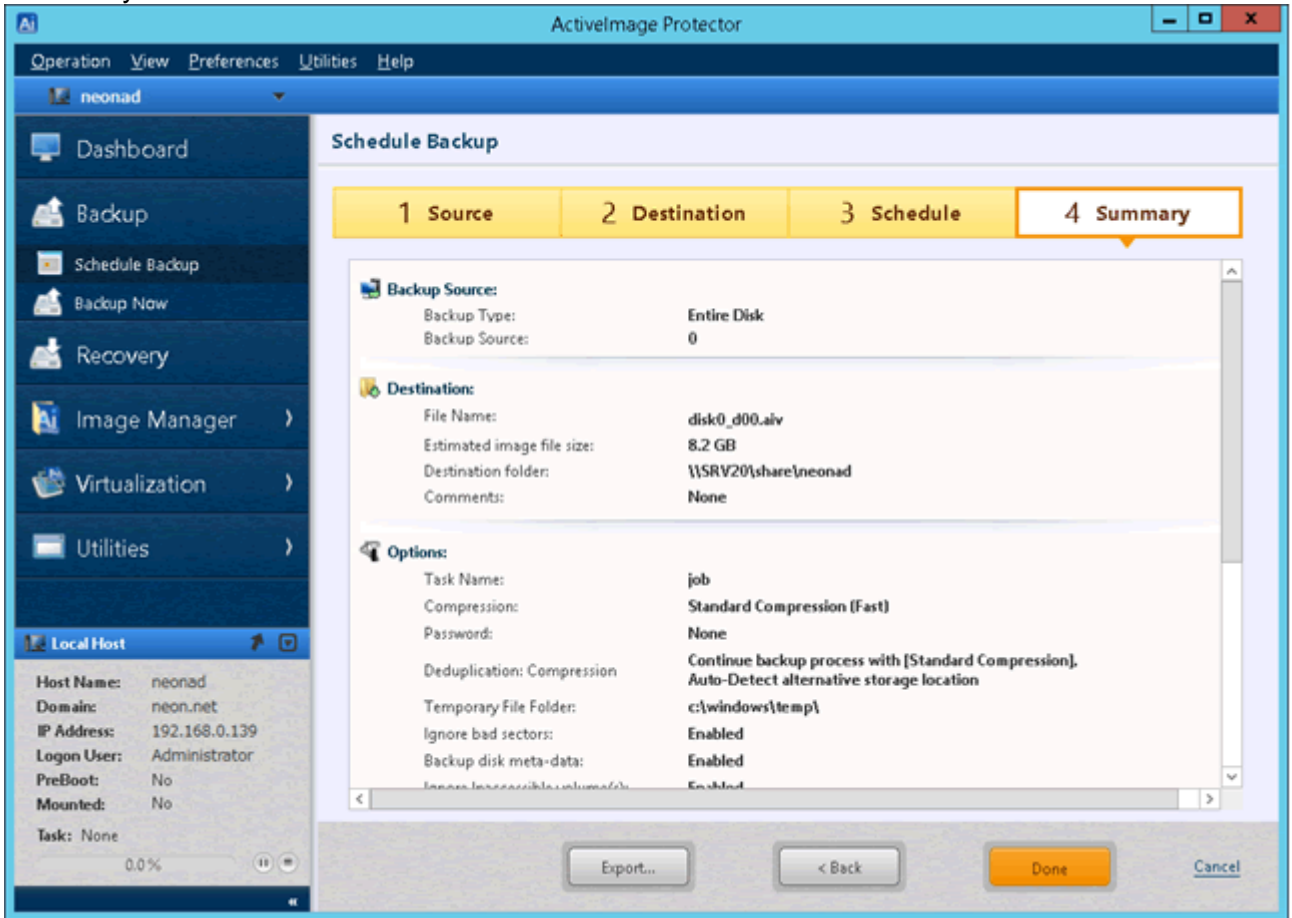 Ai ActiveImage Protector
Operation View Preferences Utilities Help
neonad
Dashboard
Backup
Schedule Backup
Backup Now
Recovery
Ai Image Manager
Virtualization
Utilities
Local Host
Host Name: neonad
Domain: neon.net
IP Address: 192.168.0.139
Logon User: Administrator
PreBoot: No
Mounted: No
Task: None
0.0 %
Schedule Backup
1 Source 2 Destination 3 Schedule 4 Summary
Backup Source:
Backup Type: Entire Disk
Backup Source: 0
Destination:
File Name: disk0_d00.aiv
Estimated image file size: 8.2 GB
Destination folder: \\SRV20\share\neonad
Comments: None
Options:
Task Name: job
Compression: Standard Compression (Fast)
Password: None
Deduplication: Compression Continue backup process with [Standard Compression],
Auto-Detect alternative storage location
Temporary File Folder: c:\windows\temp\
Ignore bad sectors: Enabled
Backup disk meta-data: Enabled
Ignore Inaccessible volume(s): Enabled
Export... < Back Done Cancel